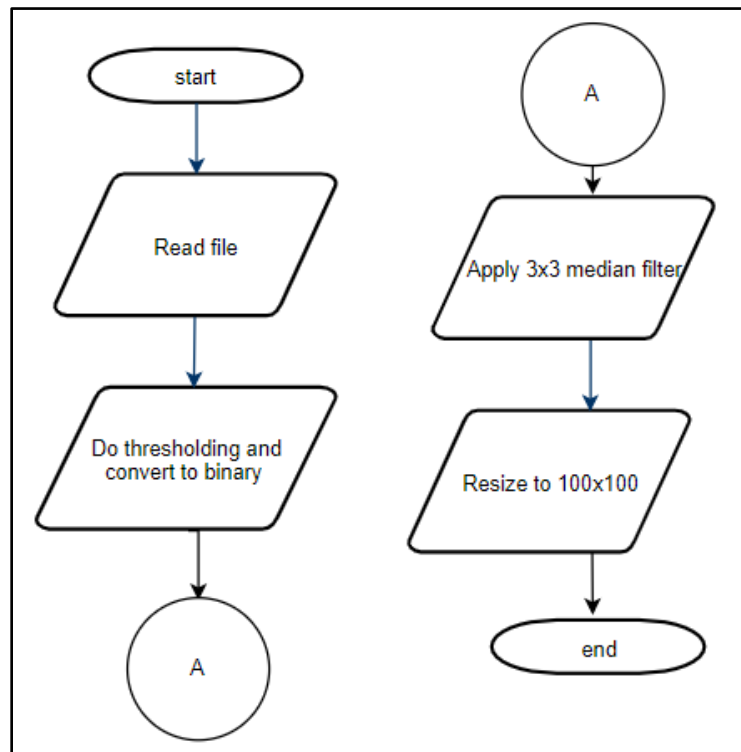 start
Read file
Do thresholding and
convert to binary
A
A
Apply 3x3 median filter
Resize to 100x100
end